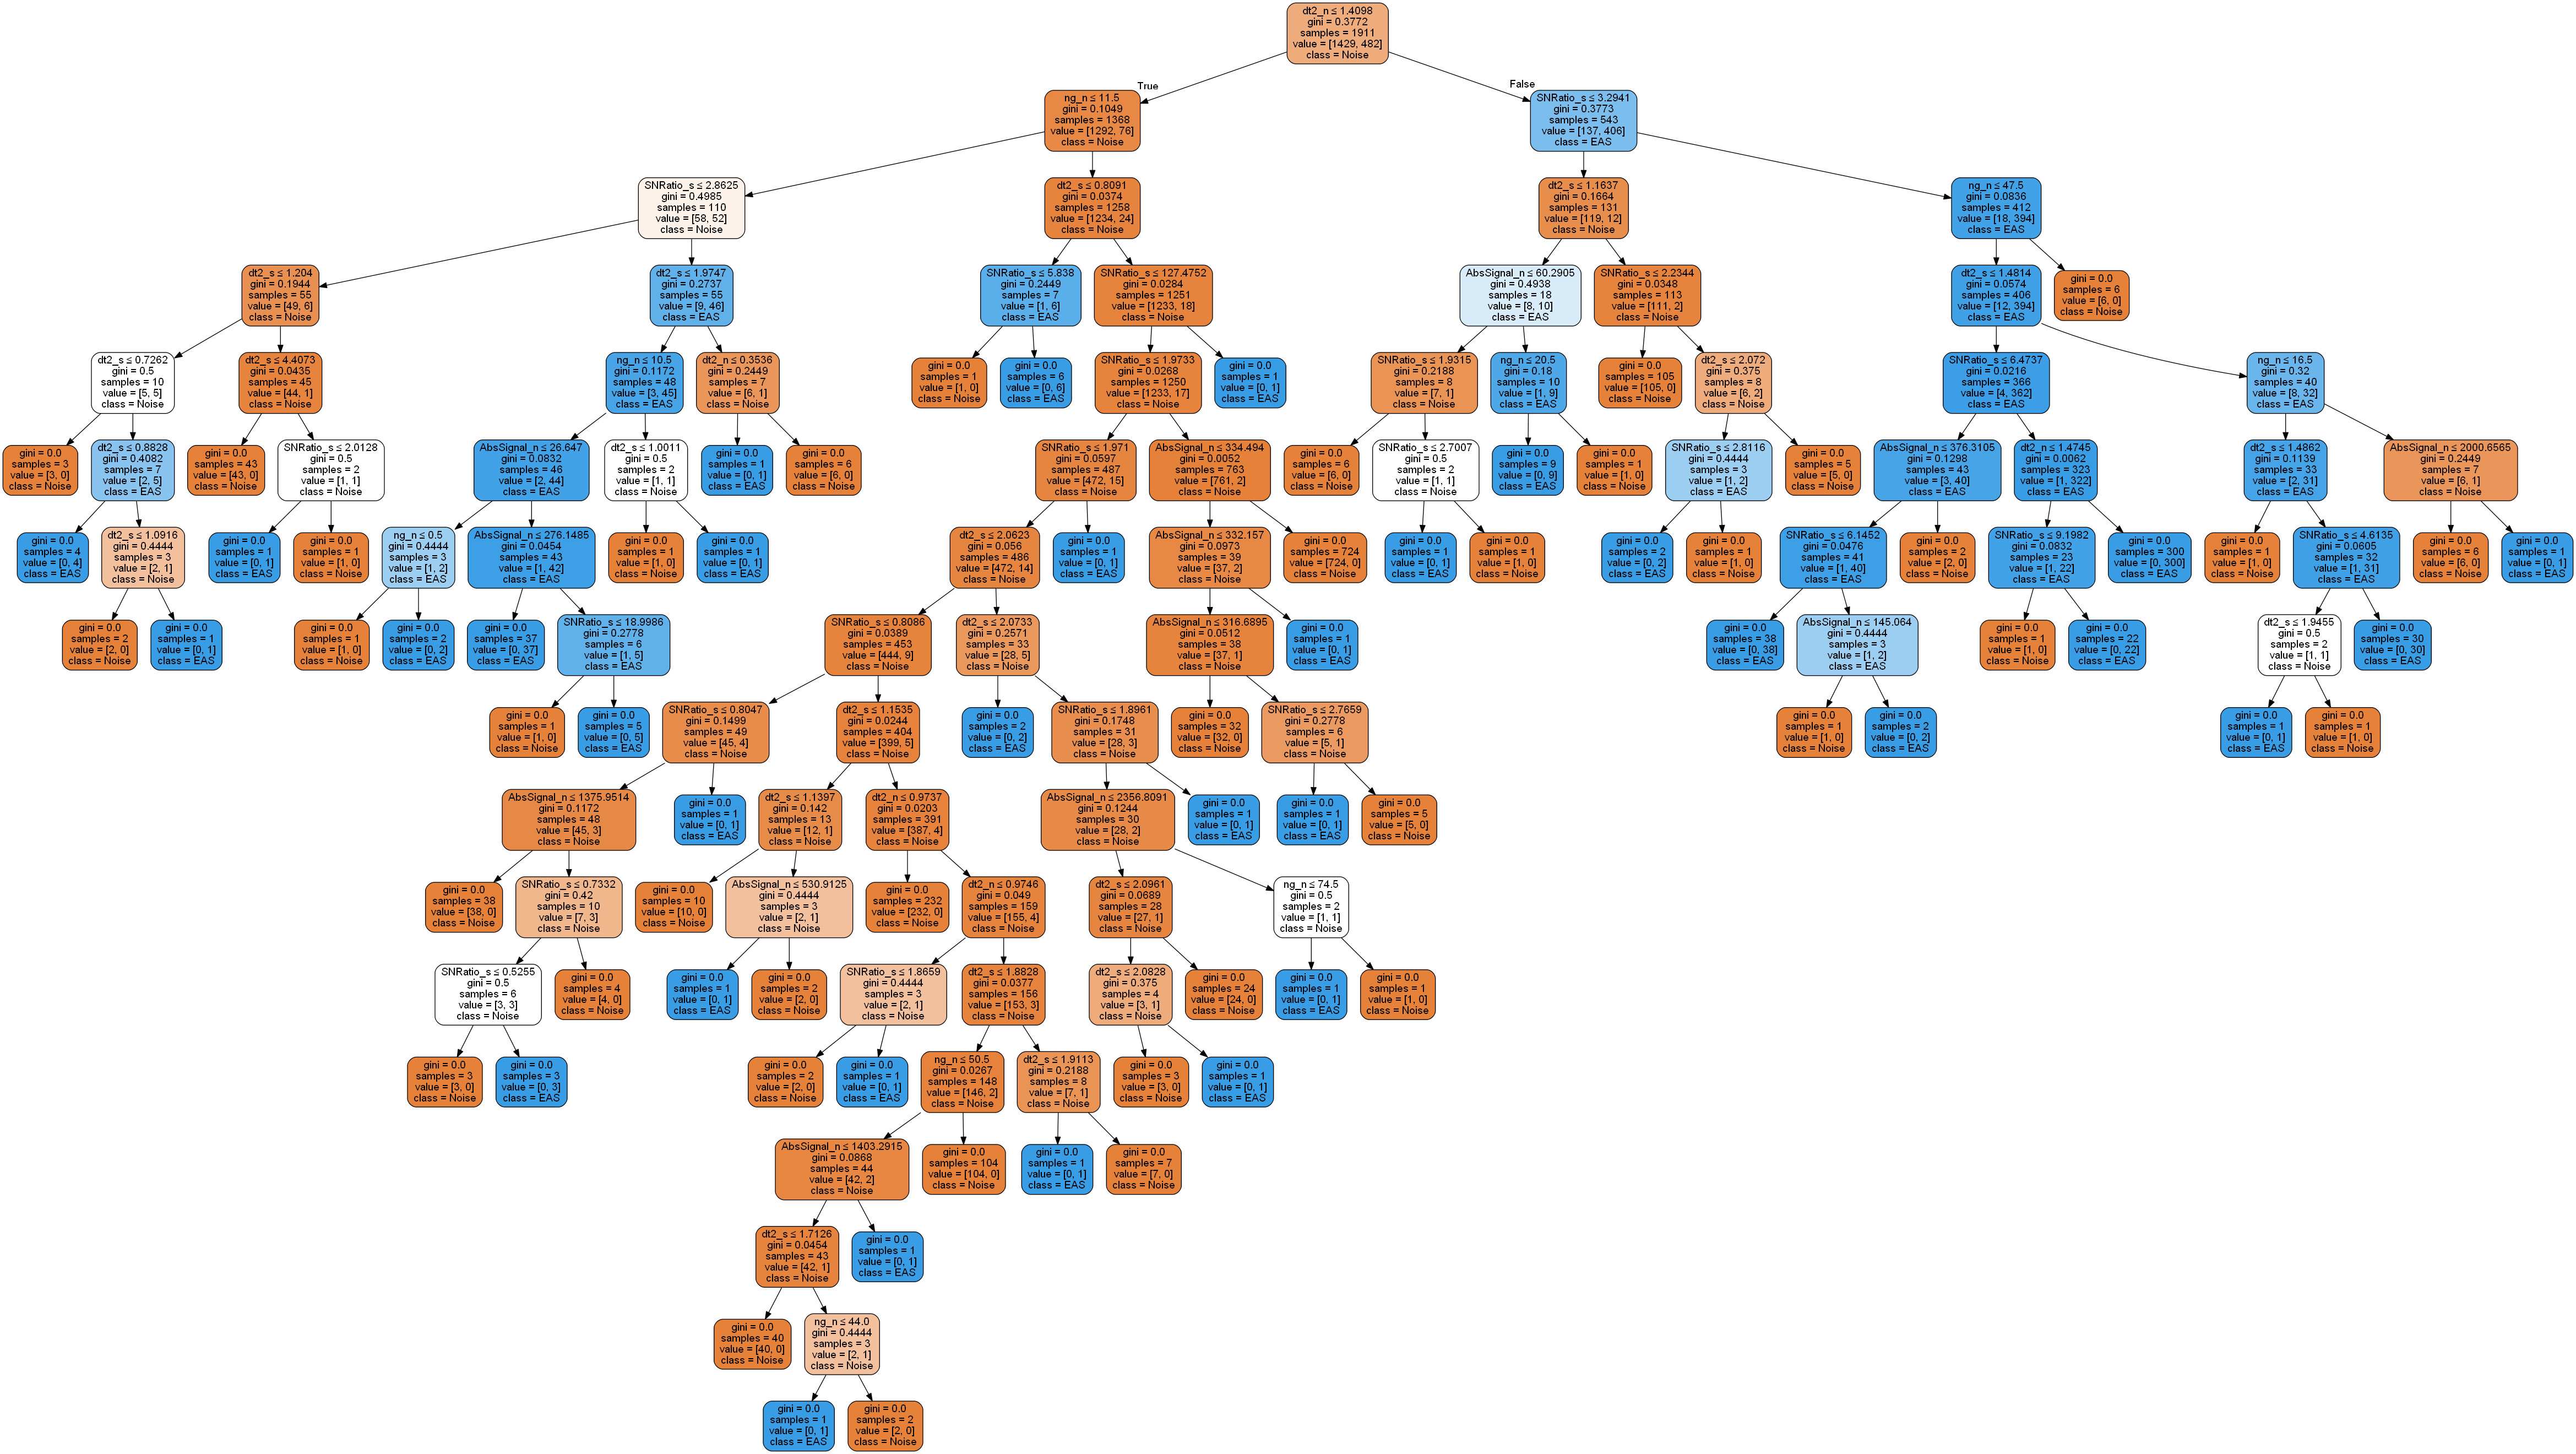 dt2_n ≤ 1.4098
gini = 0.3772
samples = 1911
value = [1429, 482]
class = Noise
True
False
ng_n ≤ 11.5
gini = 0.1049
samples = 1368
value = [1292, 76]
class = Noise
SNRatio_s ≤ 3.2941
gini = 0.3773
samples = 543
value = [137, 406]
class = EAS
SNRatio_s ≤ 2.8625
gini = 0.4985
samples = 110
value = [58, 52]
class = Noise
dt2_s ≤ 0.8091
gini = 0.0374
samples = 1258
value = [1234, 24]
class = Noise
dt2_s ≤ 1.1637
gini = 0.1664
samples = 131
value = [119, 12]
class = Noise
ng_n ≤ 47.5
gini = 0.0836
samples = 412
value = [18, 394]
class = EAS
dt2_s ≤ 1.204
gini = 0.1944
samples = 55
value = [49, 6]
class = Noise
dt2_s ≤ 1.9747
gini = 0.2737
samples = 55
value = [9, 46]
class = EAS
SNRatio_s ≤ 5.838
gini = 0.2449
samples = 7
value = [1, 6]
class = EAS
SNRatio_s ≤ 127.4752
gini = 0.0284
samples = 1251
value = [1233, 18]
class = Noise
AbsSignal_n ≤ 60.2905
gini = 0.4938
samples = 18
value = [8, 10]
class = EAS
SNRatio_s ≤ 2.2344
gini = 0.0348
samples = 113
value = [111, 2]
class = Noise
dt2_s ≤ 1.4814
gini = 0.0574
samples = 406
value = [12, 394]
class = EAS
gini = 0.0
samples = 6
value = [6, 0]
class = Noise
dt2_s ≤ 0.7262
gini = 0.5
samples = 10
value = [5, 5]
class = Noise
dt2_s ≤ 4.4073
gini = 0.0435
samples = 45
value = [44, 1]
class = Noise
ng_n ≤ 10.5
gini = 0.1172
samples = 48
value = [3, 45]
class = EAS
dt2_n ≤ 0.3536
gini = 0.2449
samples = 7
value = [6, 1]
class = Noise
gini = 0.0
samples = 1
value = [1, 0]
class = Noise
gini = 0.0
samples = 6
value = [0, 6]
class = EAS
SNRatio_s ≤ 1.9733
gini = 0.0268
samples = 1250
value = [1233, 17]
class = Noise
gini = 0.0
samples = 1
value = [0, 1]
class = EAS
SNRatio_s ≤ 1.9315
gini = 0.2188
samples = 8
value = [7, 1]
class = Noise
ng_n ≤ 20.5
gini = 0.18
samples = 10
value = [1, 9]
class = EAS
gini = 0.0
samples = 105
value = [105, 0]
class = Noise
dt2_s ≤ 2.072
gini = 0.375
samples = 8
value = [6, 2]
class = Noise
SNRatio_s ≤ 6.4737
gini = 0.0216
samples = 366
value = [4, 362]
class = EAS
ng_n ≤ 16.5
gini = 0.32
samples = 40
value = [8, 32]
class = EAS
gini = 0.0
samples = 3
value = [3, 0]
class = Noise
dt2_s ≤ 0.8828
gini = 0.4082
samples = 7
value = [2, 5]
class = EAS
gini = 0.0
samples = 43
value = [43, 0]
class = Noise
SNRatio_s ≤ 2.0128
gini = 0.5
samples = 2
value = [1, 1]
class = Noise
AbsSignal_n ≤ 26.647
gini = 0.0832
samples = 46
value = [2, 44]
class = EAS
dt2_s ≤ 1.0011
gini = 0.5
samples = 2
value = [1, 1]
class = Noise
gini = 0.0
samples = 1
value = [0, 1]
class = EAS
gini = 0.0
samples = 6
value = [6, 0]
class = Noise
SNRatio_s ≤ 1.971
gini = 0.0597
samples = 487
value = [472, 15]
class = Noise
AbsSignal_n ≤ 334.494
gini = 0.0052
samples = 763
value = [761, 2]
class = Noise
gini = 0.0
samples = 6
value = [6, 0]
class = Noise
SNRatio_s ≤ 2.7007
gini = 0.5
samples = 2
value = [1, 1]
class = Noise
gini = 0.0
samples = 9
value = [0, 9]
class = EAS
gini = 0.0
samples = 1
value = [1, 0]
class = Noise
SNRatio_s ≤ 2.8116
gini = 0.4444
samples = 3
value = [1, 2]
class = EAS
gini = 0.0
samples = 5
value = [5, 0]
class = Noise
AbsSignal_n ≤ 376.3105
gini = 0.1298
samples = 43
value = [3, 40]
class = EAS
dt2_n ≤ 1.4745
gini = 0.0062
samples = 323
value = [1, 322]
class = EAS
dt2_s ≤ 1.4862
gini = 0.1139
samples = 33
value = [2, 31]
class = EAS
AbsSignal_n ≤ 2000.6565
gini = 0.2449
samples = 7
value = [6, 1]
class = Noise
gini = 0.0
samples = 4
value = [0, 4]
class = EAS
dt2_s ≤ 1.0916
gini = 0.4444
samples = 3
value = [2, 1]
class = Noise
gini = 0.0
samples = 1
value = [0, 1]
class = EAS
gini = 0.0
samples = 1
value = [1, 0]
class = Noise
ng_n ≤ 0.5
gini = 0.4444
samples = 3
value = [1, 2]
class = EAS
AbsSignal_n ≤ 276.1485
gini = 0.0454
samples = 43
value = [1, 42]
class = EAS
gini = 0.0
samples = 1
value = [1, 0]
class = Noise
gini = 0.0
samples = 1
value = [0, 1]
class = EAS
dt2_s ≤ 2.0623
gini = 0.056
samples = 486
value = [472, 14]
class = Noise
gini = 0.0
samples = 1
value = [0, 1]
class = EAS
AbsSignal_n ≤ 332.157
gini = 0.0973
samples = 39
value = [37, 2]
class = Noise
gini = 0.0
samples = 724
value = [724, 0]
class = Noise
gini = 0.0
samples = 1
value = [0, 1]
class = EAS
gini = 0.0
samples = 1
value = [1, 0]
class = Noise
gini = 0.0
samples = 2
value = [0, 2]
class = EAS
gini = 0.0
samples = 1
value = [1, 0]
class = Noise
SNRatio_s ≤ 6.1452
gini = 0.0476
samples = 41
value = [1, 40]
class = EAS
gini = 0.0
samples = 2
value = [2, 0]
class = Noise
SNRatio_s ≤ 9.1982
gini = 0.0832
samples = 23
value = [1, 22]
class = EAS
gini = 0.0
samples = 300
value = [0, 300]
class = EAS
gini = 0.0
samples = 1
value = [1, 0]
class = Noise
SNRatio_s ≤ 4.6135
gini = 0.0605
samples = 32
value = [1, 31]
class = EAS
gini = 0.0
samples = 6
value = [6, 0]
class = Noise
gini = 0.0
samples = 1
value = [0, 1]
class = EAS
gini = 0.0
samples = 2
value = [2, 0]
class = Noise
gini = 0.0
samples = 1
value = [0, 1]
class = EAS
gini = 0.0
samples = 1
value = [1, 0]
class = Noise
gini = 0.0
samples = 2
value = [0, 2]
class = EAS
gini = 0.0
samples = 37
value = [0, 37]
class = EAS
SNRatio_s ≤ 18.9986
gini = 0.2778
samples = 6
value = [1, 5]
class = EAS
SNRatio_s ≤ 0.8086
gini = 0.0389
samples = 453
value = [444, 9]
class = Noise
dt2_s ≤ 2.0733
gini = 0.2571
samples = 33
value = [28, 5]
class = Noise
AbsSignal_n ≤ 316.6895
gini = 0.0512
samples = 38
value = [37, 1]
class = Noise
gini = 0.0
samples = 1
value = [0, 1]
class = EAS
gini = 0.0
samples = 38
value = [0, 38]
class = EAS
AbsSignal_n ≤ 145.064
gini = 0.4444
samples = 3
value = [1, 2]
class = EAS
gini = 0.0
samples = 1
value = [1, 0]
class = Noise
gini = 0.0
samples = 22
value = [0, 22]
class = EAS
dt2_s ≤ 1.9455
gini = 0.5
samples = 2
value = [1, 1]
class = Noise
gini = 0.0
samples = 30
value = [0, 30]
class = EAS
gini = 0.0
samples = 1
value = [1, 0]
class = Noise
gini = 0.0
samples = 5
value = [0, 5]
class = EAS
SNRatio_s ≤ 0.8047
gini = 0.1499
samples = 49
value = [45, 4]
class = Noise
dt2_s ≤ 1.1535
gini = 0.0244
samples = 404
value = [399, 5]
class = Noise
gini = 0.0
samples = 2
value = [0, 2]
class = EAS
SNRatio_s ≤ 1.8961
gini = 0.1748
samples = 31
value = [28, 3]
class = Noise
gini = 0.0
samples = 32
value = [32, 0]
class = Noise
SNRatio_s ≤ 2.7659
gini = 0.2778
samples = 6
value = [5, 1]
class = Noise
gini = 0.0
samples = 1
value = [1, 0]
class = Noise
gini = 0.0
samples = 2
value = [0, 2]
class = EAS
gini = 0.0
samples = 1
value = [0, 1]
class = EAS
gini = 0.0
samples = 1
value = [1, 0]
class = Noise
AbsSignal_n ≤ 1375.9514
gini = 0.1172
samples = 48
value = [45, 3]
class = Noise
gini = 0.0
samples = 1
value = [0, 1]
class = EAS
dt2_s ≤ 1.1397
gini = 0.142
samples = 13
value = [12, 1]
class = Noise
dt2_n ≤ 0.9737
gini = 0.0203
samples = 391
value = [387, 4]
class = Noise
AbsSignal_n ≤ 2356.8091
gini = 0.1244
samples = 30
value = [28, 2]
class = Noise
gini = 0.0
samples = 1
value = [0, 1]
class = EAS
gini = 0.0
samples = 1
value = [0, 1]
class = EAS
gini = 0.0
samples = 5
value = [5, 0]
class = Noise
gini = 0.0
samples = 38
value = [38, 0]
class = Noise
SNRatio_s ≤ 0.7332
gini = 0.42
samples = 10
value = [7, 3]
class = Noise
gini = 0.0
samples = 10
value = [10, 0]
class = Noise
AbsSignal_n ≤ 530.9125
gini = 0.4444
samples = 3
value = [2, 1]
class = Noise
gini = 0.0
samples = 232
value = [232, 0]
class = Noise
dt2_n ≤ 0.9746
gini = 0.049
samples = 159
value = [155, 4]
class = Noise
dt2_s ≤ 2.0961
gini = 0.0689
samples = 28
value = [27, 1]
class = Noise
ng_n ≤ 74.5
gini = 0.5
samples = 2
value = [1, 1]
class = Noise
SNRatio_s ≤ 0.5255
gini = 0.5
samples = 6
value = [3, 3]
class = Noise
gini = 0.0
samples = 4
value = [4, 0]
class = Noise
gini = 0.0
samples = 1
value = [0, 1]
class = EAS
gini = 0.0
samples = 2
value = [2, 0]
class = Noise
SNRatio_s ≤ 1.8659
gini = 0.4444
samples = 3
value = [2, 1]
class = Noise
dt2_s ≤ 1.8828
gini = 0.0377
samples = 156
value = [153, 3]
class = Noise
dt2_s ≤ 2.0828
gini = 0.375
samples = 4
value = [3, 1]
class = Noise
gini = 0.0
samples = 24
value = [24, 0]
class = Noise
gini = 0.0
samples = 1
value = [0, 1]
class = EAS
gini = 0.0
samples = 1
value = [1, 0]
class = Noise
gini = 0.0
samples = 3
value = [3, 0]
class = Noise
gini = 0.0
samples = 3
value = [0, 3]
class = EAS
gini = 0.0
samples = 2
value = [2, 0]
class = Noise
gini = 0.0
samples = 1
value = [0, 1]
class = EAS
ng_n ≤ 50.5
gini = 0.0267
samples = 148
value = [146, 2]
class = Noise
dt2_s ≤ 1.9113
gini = 0.2188
samples = 8
value = [7, 1]
class = Noise
gini = 0.0
samples = 3
value = [3, 0]
class = Noise
gini = 0.0
samples = 1
value = [0, 1]
class = EAS
AbsSignal_n ≤ 1403.2915
gini = 0.0868
samples = 44
value = [42, 2]
class = Noise
gini = 0.0
samples = 104
value = [104, 0]
class = Noise
gini = 0.0
samples = 1
value = [0, 1]
class = EAS
gini = 0.0
samples = 7
value = [7, 0]
class = Noise
dt2_s ≤ 1.7126
gini = 0.0454
samples = 43
value = [42, 1]
class = Noise
gini = 0.0
samples = 1
value = [0, 1]
class = EAS
gini = 0.0
samples = 40
value = [40, 0]
class = Noise
ng_n ≤ 44.0
gini = 0.4444
samples = 3
value = [2, 1]
class = Noise
gini = 0.0
samples = 1
value = [0, 1]
class = EAS
gini = 0.0
samples = 2
value = [2, 0]
class = Noise